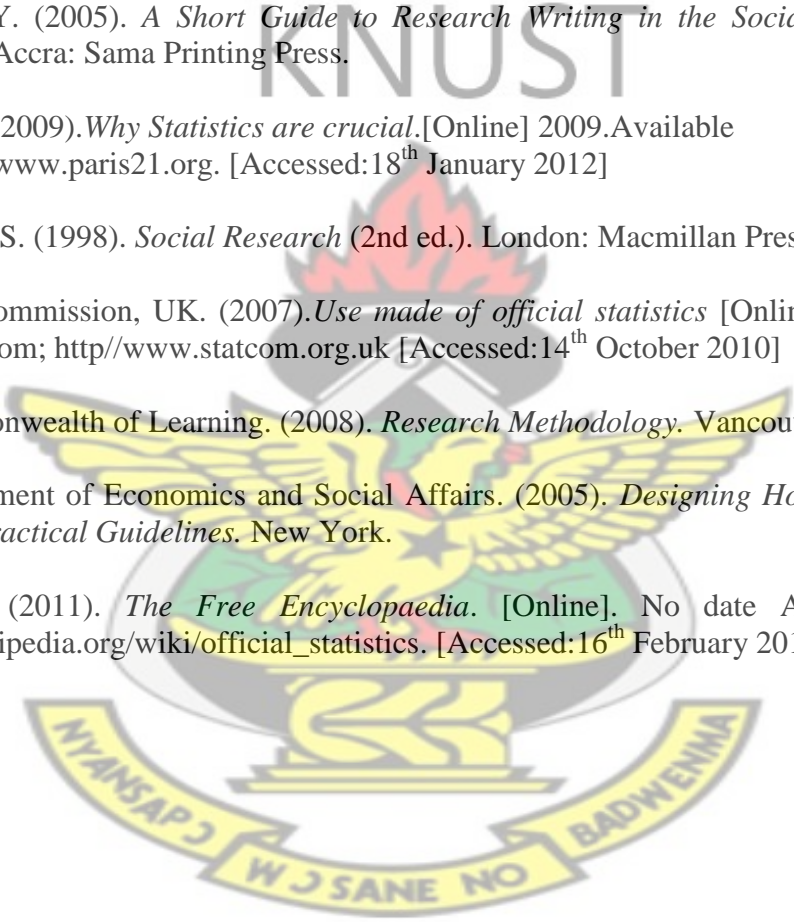 Y. (2005). A Short Guide to Research Writing in the Socia
Accra: Sama Printing Press.
KNUST
2009).Why Statistics are crucial.[Online] 2009.Available
www.paris21.org. [Accessed:18th January 2012]
S. (1998). Social Research (2nd ed.). London: Macmillan Pres
ommission, UK. (2007).Use made of official statistics [Onlin
om; http//www.statcom.org.uk [Accessed:14th October 2010]
onwealth of Learning. (2008). Research Methodology. Vancou
ment of Economics and Social Affairs. (2005). Designing Ho
ractical Guidelines. New York.
(2011). The Free Encyclopaedia. [Online]. No date A
ipedia.org/wiki/official_statistics. [Accessed:16th February 201
NYANSAPƆ
WƆSANE NO
BADWENMA